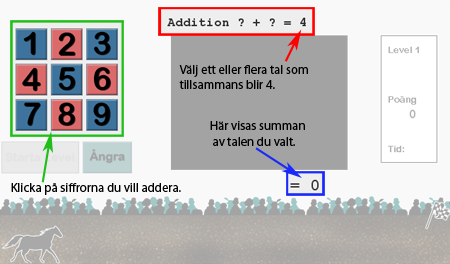 Addition ? + ? = 4
1 2 3
4 5 6
7 8 9
Välj ett eller flera tal som
tillsammans blir 4.
Level 1
Poäng
0
Tid:
Här visas summan
av talen du valt.
Ångra
= 0
Klicka på siffrorna du vill addera.